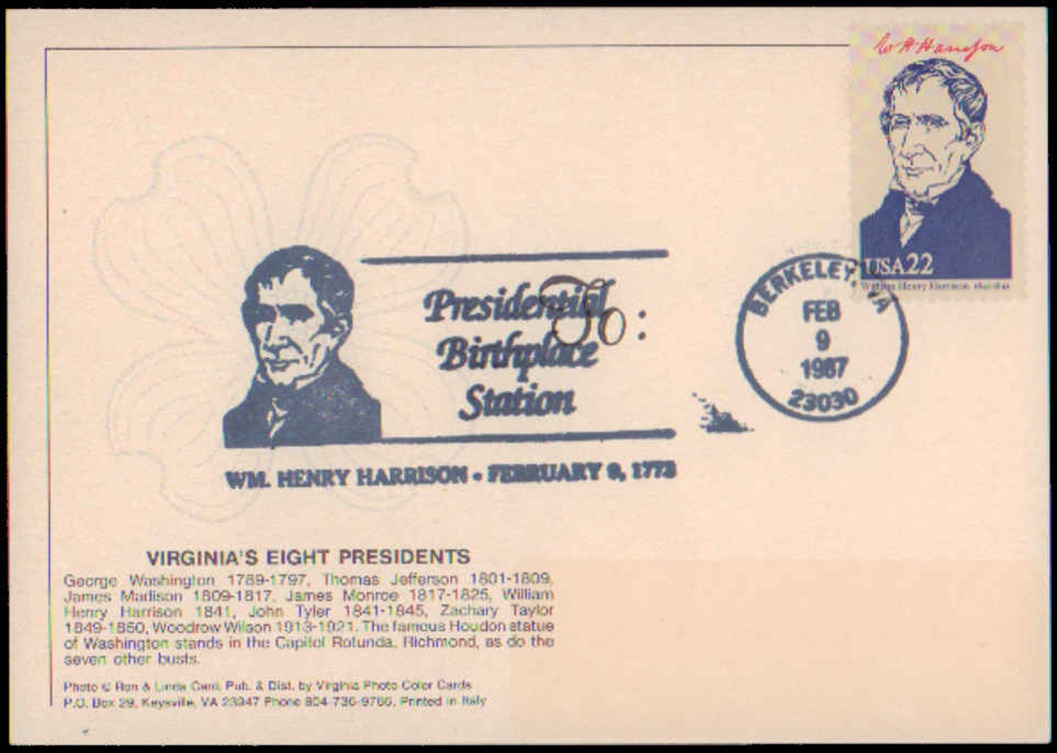 W H Harrison
USA22
William Henry Harrison, 1840-1841
BERKELEY, VA
FEB
9
1987
23030
To:
Presidential
Birthplace
Station
WM. HENRY HARRISON • FEBRUARY 9, 1773
VIRGINIA'S EIGHT PRESIDENTS
George Washington 1789-1797, Thomas Jefferson 1801-1809,
James Madison 1809-1817, James Monroe 1817-1825, William
Henry Harrison 1841, John Tyler 1841-1845, Zachary Taylor
1849-1850, Woodrow Wilson 1913-1921. The famous Houdon statue
of Washington stands in the Capitol Rotunda, Richmond, as do the
seven other busts.
Photo © Ron & Linda Card, Pub. & Dist. by Virginia Photo Color Cards
P.O. Box 29, Keysville, VA 23947 Phone 804-736-9766, Printed in Italy